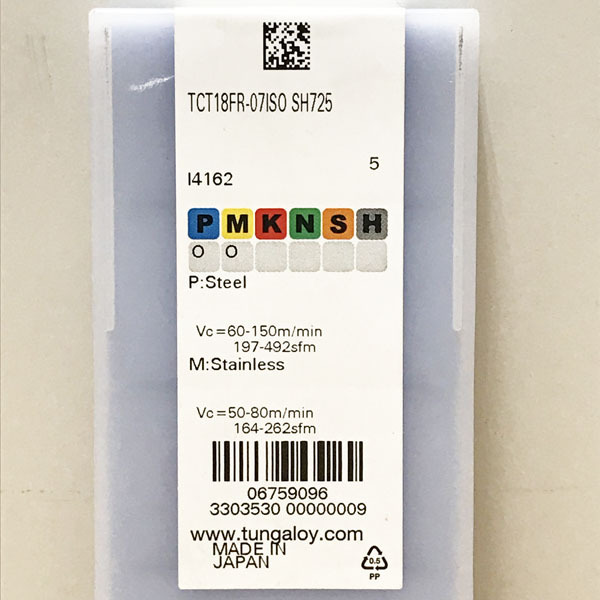 TCT18FR-07ISO SH725
5
I4162
P M K N S H
O O
P:Steel
Vc=60-150m/min
197-492sfm
M:Stainless
Vc=50-80m/min
164-262sfm
06759096
3303530 00000009
www.tungaloy.com
MADE IN
JAPAN
0.5
PP